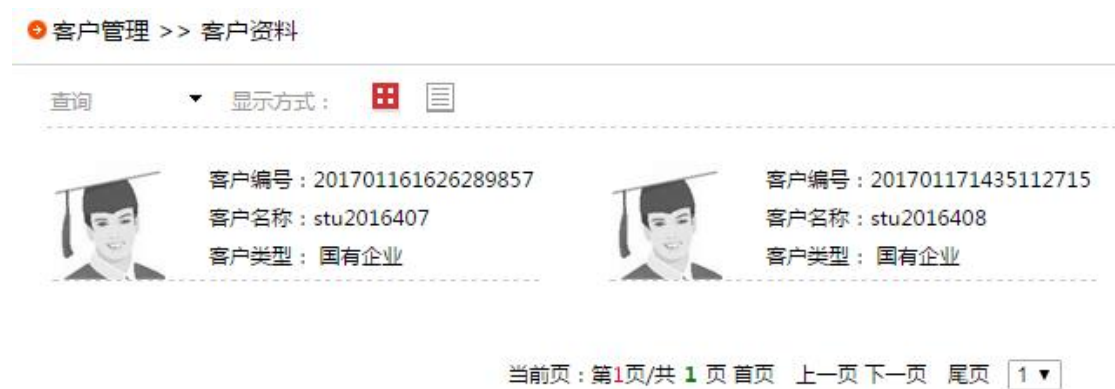 客户管理 >> 客户资料
查询 显示方式：
客户编号：201701161626289857
客户名称：stu2016407
客户类型： 国有企业
客户编号：201701171435112715
客户名称：stu2016408
客户类型： 国有企业
当前页：第1页/共 1 页 首页 上一页 下一页 尾页 1